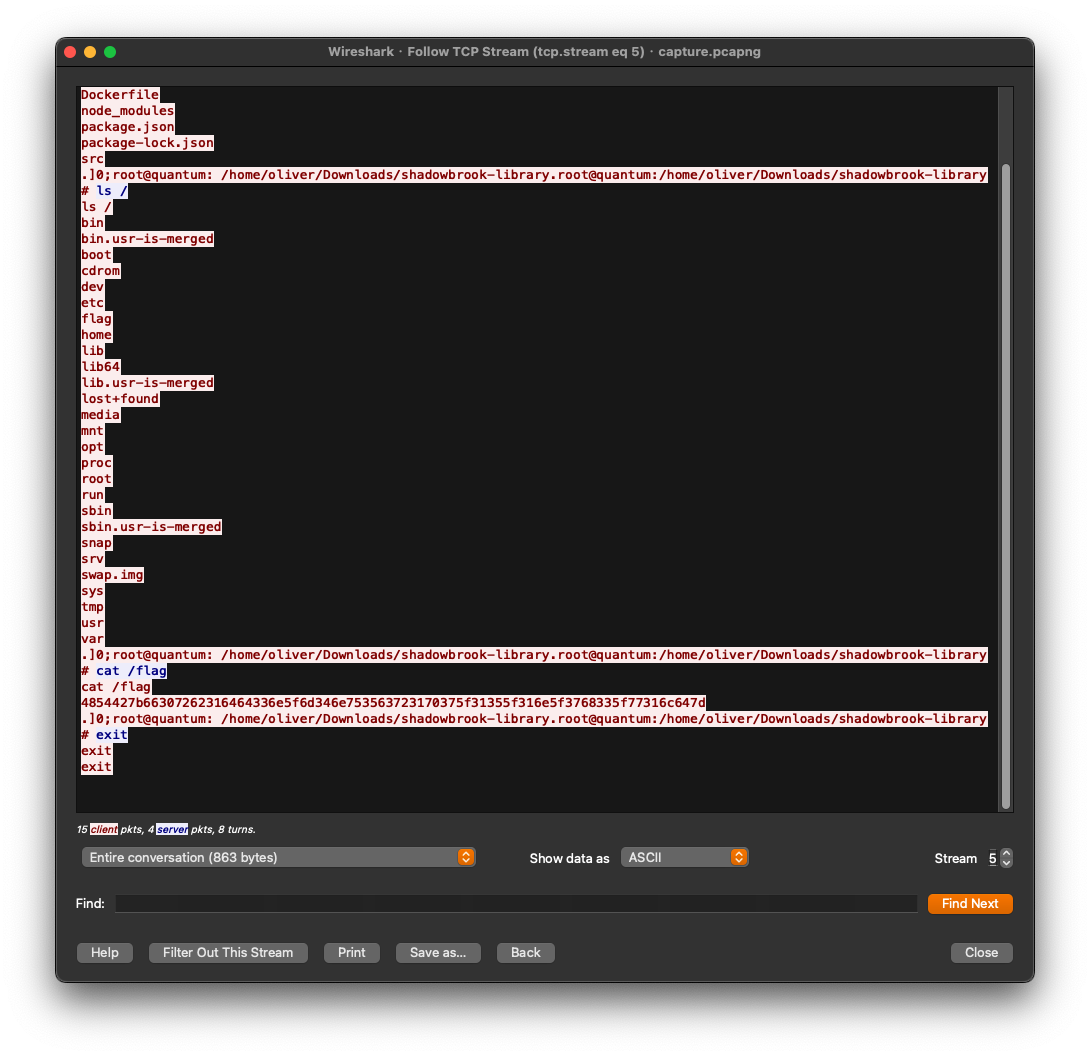 Wireshark · Follow TCP Stream (tcp.stream eq 5) · capture.pcapng
Dockerfile
node_modules
package.json
package-lock.json
src
.]0;root@quantum: /home/oliver/Downloads/shadowbrook-library.root@quantum:/home/oliver/Downloads/shadowbrook-library
# ls /
ls /
bin
bin.usr-is-merged
boot
cdrom
dev
etc
flag
home
lib
lib64
lib.usr-is-merged
lost+found
media
mnt
opt
proc
root
run
sbin
sbin.usr-is-merged
snap
srv
swap.img
sys
tmp
usr
var
.]0;root@quantum: /home/oliver/Downloads/shadowbrook-library.root@quantum:/home/oliver/Downloads/shadowbrook-library
# cat /flag
cat /flag
4854427b66307262316464336e5f6d346e753563723170375f31355f316e5f3768335f77316c647d
.]0;root@quantum: /home/oliver/Downloads/shadowbrook-library.root@quantum:/home/oliver/Downloads/shadowbrook-library
# exit
exit
exit
15 client pkts, 4 server pkts, 8 turns.
Entire conversation (863 bytes) Show data as ASCII Stream 5
Find: Find Next
Help Filter Out This Stream Print Save as... Back Close